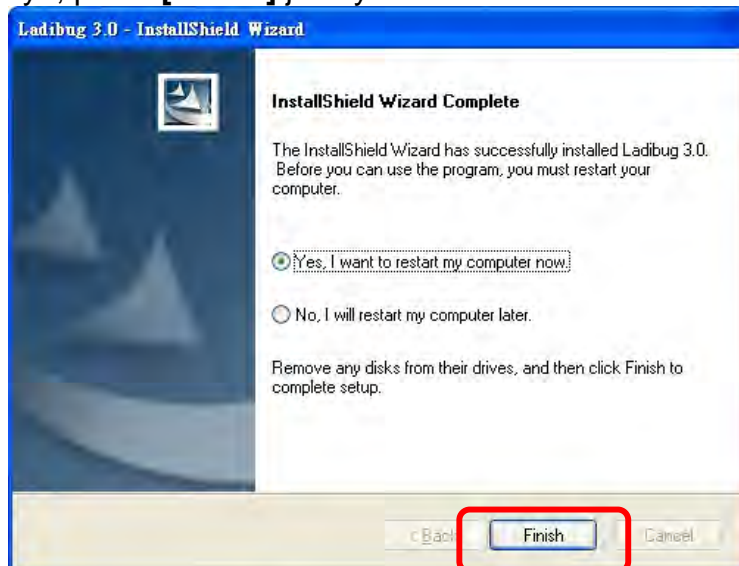 Ladibug 3.0 - InstallShield Wizard
InstallShield Wizard Complete
The InstallShield Wizard has successfully installed Ladibug 3.0.
Before you can use the program, you must restart your
computer.
Yes, I want to restart my computer now.
No, I will restart my computer later.
Remove any disks from their drives, and then click Finish to
complete setup.
< Back Finish Cancel